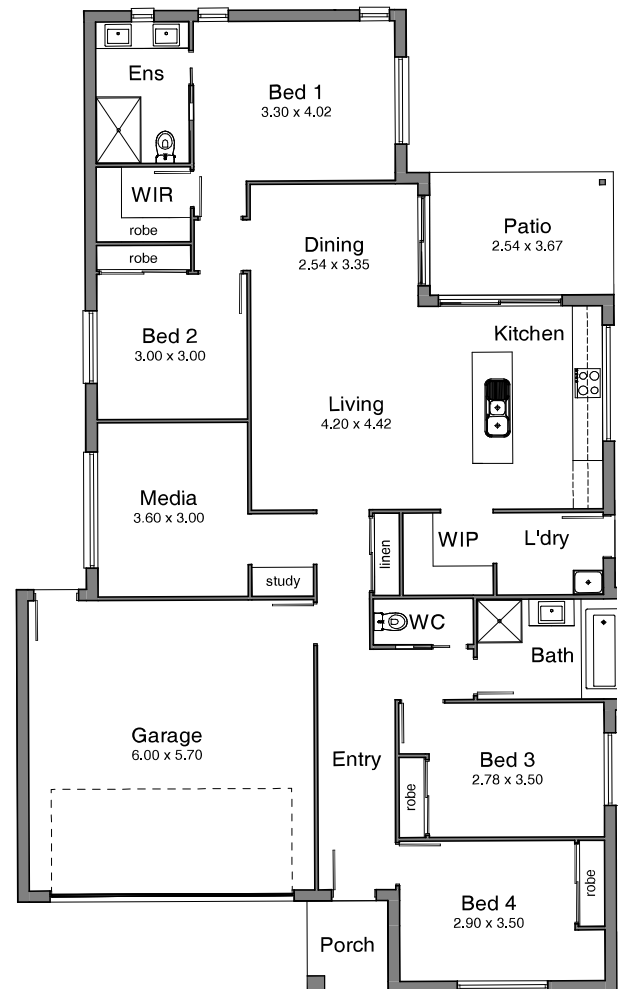 Ens
Bed 1
3.30 x 4.02
WIR
robe
robe
Dining
2.54 x 3.35
Patio
2.54 x 3.67
Bed 2
3.00 x 3.00
Kitchen
Living
4.20 x 4.42
Media
3.60 x 3.00
study
linen
WIP
L'dry
WC
Bath
Garage
6.00 x 5.70
Entry
Bed 3
2.78 x 3.50
robe
Bed 4
2.90 x 3.50
robe
Porch